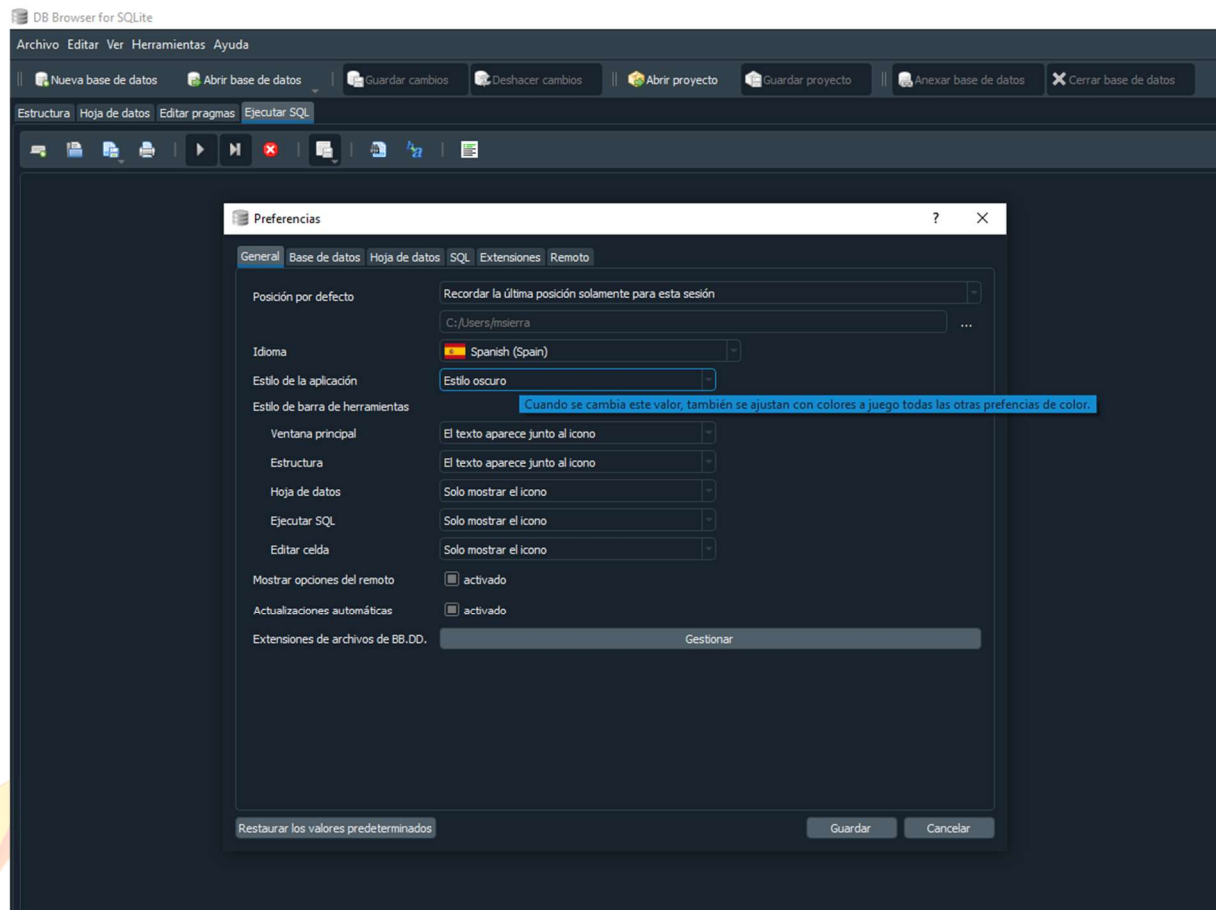 DB Browser for SQLite
Archivo Editar Ver Herramientas Ayuda
Nueva base de datos Abrir base de datos Guardar cambios Deshacer cambios Abrir proyecto Guardar proyecto Anexar base de datos Cerrar base de datos
Estructura Hoja de datos Editar pragmas Ejecutar SQL
Preferencias ?
General Base de datos Hoja de datos SQL Extensiones Remoto
Posición por defecto Recordar la última posición solamente para esta sesión
C:/Users/msierra ...
Idioma Spanish (Spain)
Estilo de la aplicación Estilo oscuro
Cuando se cambia este valor, también se ajustan con colores a juego todas las otras prefencias de color.
Estilo de barra de herramientas
Ventana principal El texto aparece junto al icono
Estructura El texto aparece junto al icono
Hoja de datos Solo mostrar el icono
Ejecutar SQL Solo mostrar el icono
Editar celda Solo mostrar el icono
Mostrar opciones del remoto activado
Actualizaciones automáticas activado
Extensiones de archivos de BB.DD. Gestionar
Restaurar los valores predeterminados Guardar Cancelar